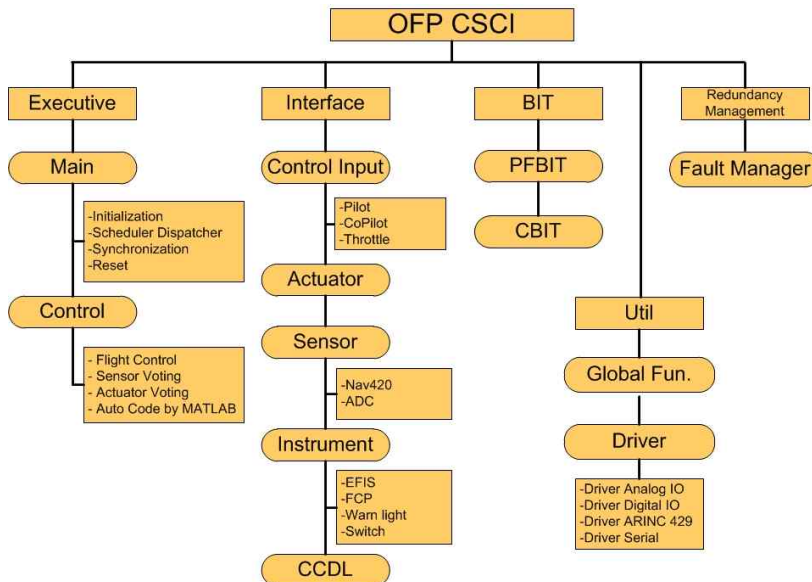 OFP CSCI
Executive
Main
-Initialization
-Scheduler Dispatcher
-Synchronization
-Reset
Control
- Flight Control
- Sensor Voting
- Actuator Voting
- Auto Code by MATLAB
Interface
Control Input
-Pilot
-CoPilot
-Throttle
Actuator
Sensor
-Nav420
-ADC
Instrument
-EFIS
-FCP
-Warn light
-Switch
CCDL
BIT
PFBIT
CBIT
Util
Global Fun.
Driver
-Driver Analog IO
-Driver Digital IO
-Driver ARINC 429
-Driver Serial
Redundancy
Management
Fault Manager